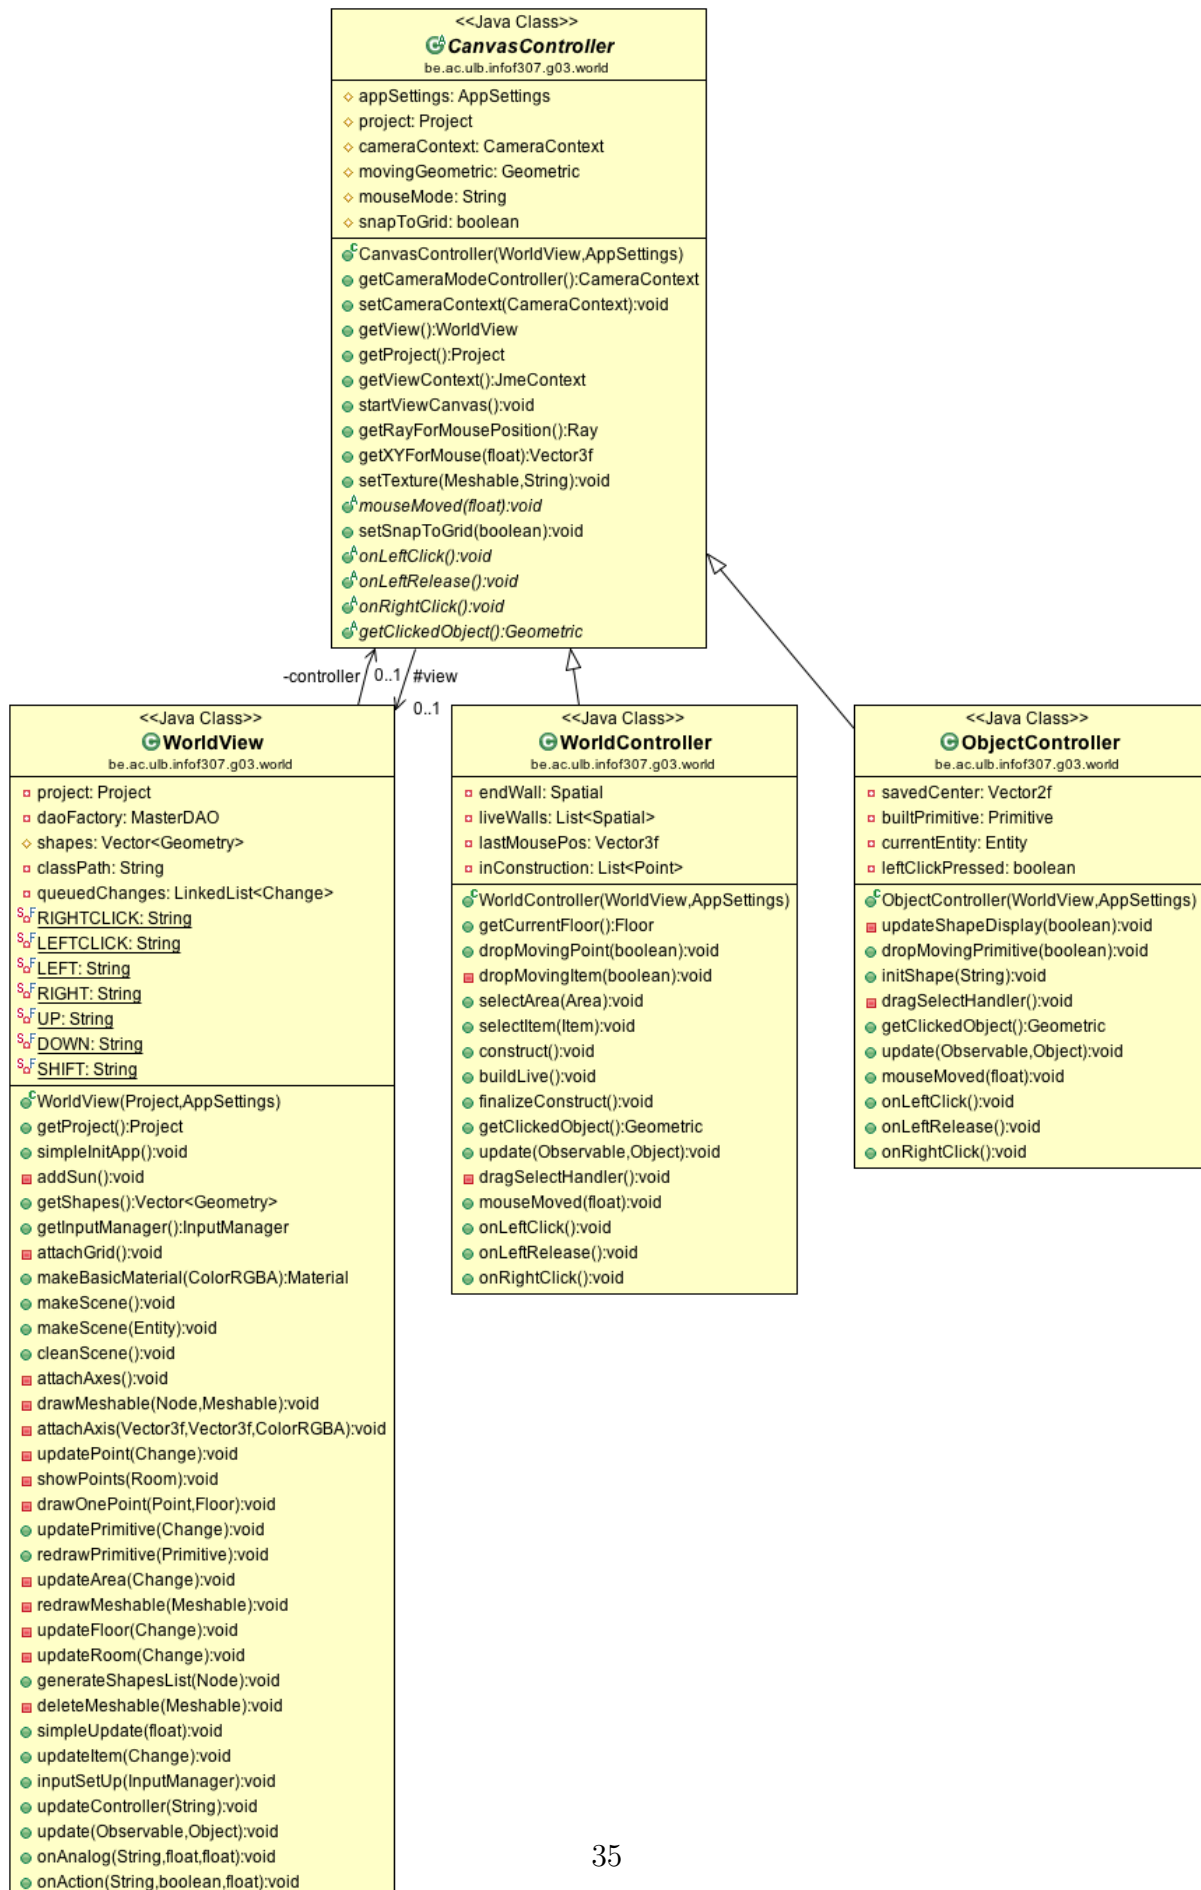 <<Java Class>>
CanvasController
be.ac.ulb.infof307.g03.world
appSettings: AppSettings
project: Project
cameraContext: CameraContext
movingGeometric: Geometric
mouseMode: String
snapToGrid: boolean
CanvasController(WorldView,AppSettings)
getCameraModeController():CameraContext
setCameraContext(CameraContext):void
getView():WorldView
getProject():Project
getViewContext():JmeContext
startViewCanvas():void
getRayForMousePosition():Ray
getXYForMouse(float):Vector3f
setTexture(Meshable,String):void
mouseMoved(float):void
setSnapToGrid(boolean):void
onLeftClick():void
onLeftRelease():void
onRightClick():void
getClickedObject():Geometric
-controller 0..1 #view
0..1
<<Java Class>>
WorldView
be.ac.ulb.infof307.g03.world
project: Project
daoFactory: MasterDAO
shapes: Vector<Geometry>
classPath: String
queuedChanges: LinkedList<Change>
RIGHTCLICK: String
LEFTCLICK: String
LEFT: String
RIGHT: String
UP: String
DOWN: String
SHIFT: String
WorldView(Project,AppSettings)
getProject():Project
simpleInitApp():void
addSun():void
getShapes():Vector<Geometry>
getInputManager():InputManager
attachGrid():void
makeBasicMaterial(ColorRGBA):Material
makeScene():void
makeScene(Entity):void
cleanScene():void
attachAxes():void
drawMeshable(Node,Meshable):void
attachAxis(Vector3f,Vector3f,ColorRGBA):void
updatePoint(Change):void
showPoints(Room):void
drawOnePoint(Point,Floor):void
updatePrimitive(Change):void
redrawPrimitive(Primitive):void
updateArea(Change):void
redrawMeshable(Meshable):void
updateFloor(Change):void
updateRoom(Change):void
generateShapesList(Node):void
deleteMeshable(Meshable):void
simpleUpdate(float):void
updateItem(Change):void
inputSetUp(InputManager):void
updateController(String):void
update(Observable,Object):void
onAnalog(String,float,float):void
onAction(String,boolean,float):void
<<Java Class>>
WorldController
be.ac.ulb.infof307.g03.world
endWall: Spatial
liveWalls: List<Spatial>
lastMousePos: Vector3f
inConstruction: List<Point>
WorldController(WorldView,AppSettings)
getCurrentFloor():Floor
dropMovingPoint(boolean):void
dropMovingItem(boolean):void
selectArea(Area):void
selectItem(Item):void
construct():void
buildLive():void
finalizeConstruct():void
getClickedObject():Geometric
update(Observable,Object):void
dragSelectHandler():void
mouseMoved(float):void
onLeftClick():void
onLeftRelease():void
onRightClick():void
<<Java Class>>
ObjectController
be.ac.ulb.infof307.g03.world
savedCenter: Vector2f
builtPrimitive: Primitive
currentEntity: Entity
leftClickPressed: boolean
ObjectController(WorldView,AppSettings)
updateShapeDisplay(boolean):void
dropMovingPrimitive(boolean):void
initShape(String):void
dragSelectHandler():void
getClickedObject():Geometric
update(Observable,Object):void
mouseMoved(float):void
onLeftClick():void
onLeftRelease():void
onRightClick():void
35